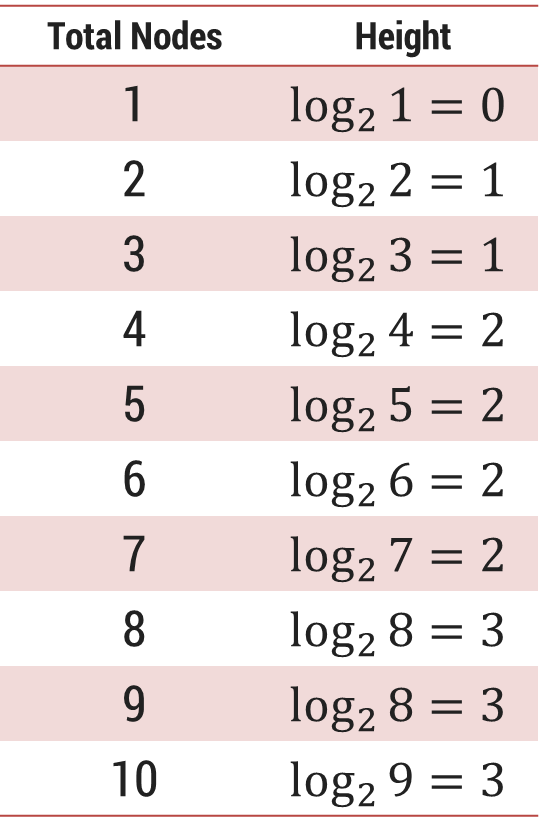 Total Nodes Height
1 log₂ 1 = 0
2 log₂ 2 = 1
3 log₂ 3 = 1
4 log₂ 4 = 2
5 log₂ 5 = 2
6 log₂ 6 = 2
7 log₂ 7 = 2
8 log₂ 8 = 3
9 log₂ 8 = 3
10 log₂ 9 = 3